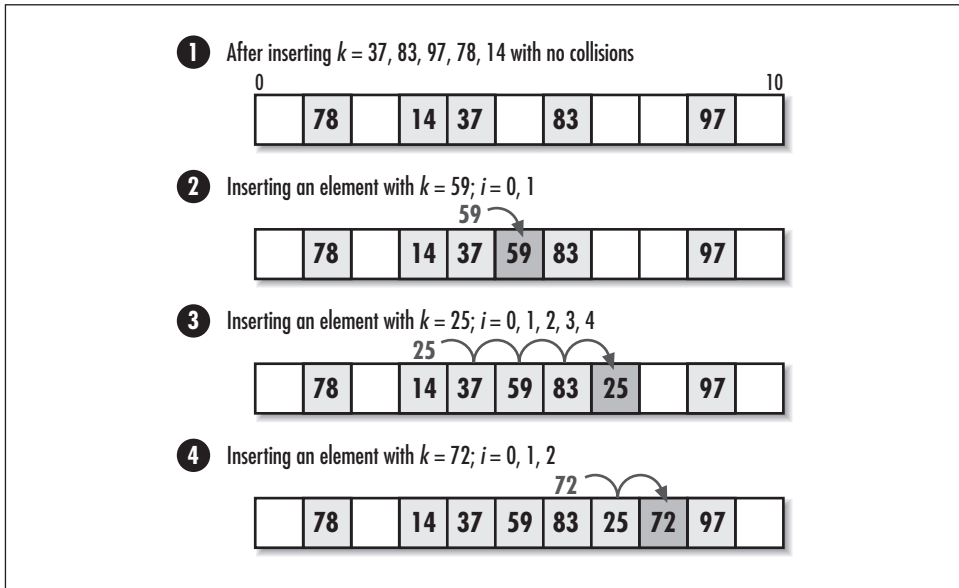 1 After inserting k = 37, 83, 97, 78, 14 with no collisions
0 10
78 14 37 83 97
2 Inserting an element with k = 59; i = 0, 1
59
78 14 37 59 83 97
3 Inserting an element with k = 25; i = 0, 1, 2, 3, 4
25
78 14 37 59 83 25 97
4 Inserting an element with k = 72; i = 0, 1, 2
72
78 14 37 59 83 25 72 97